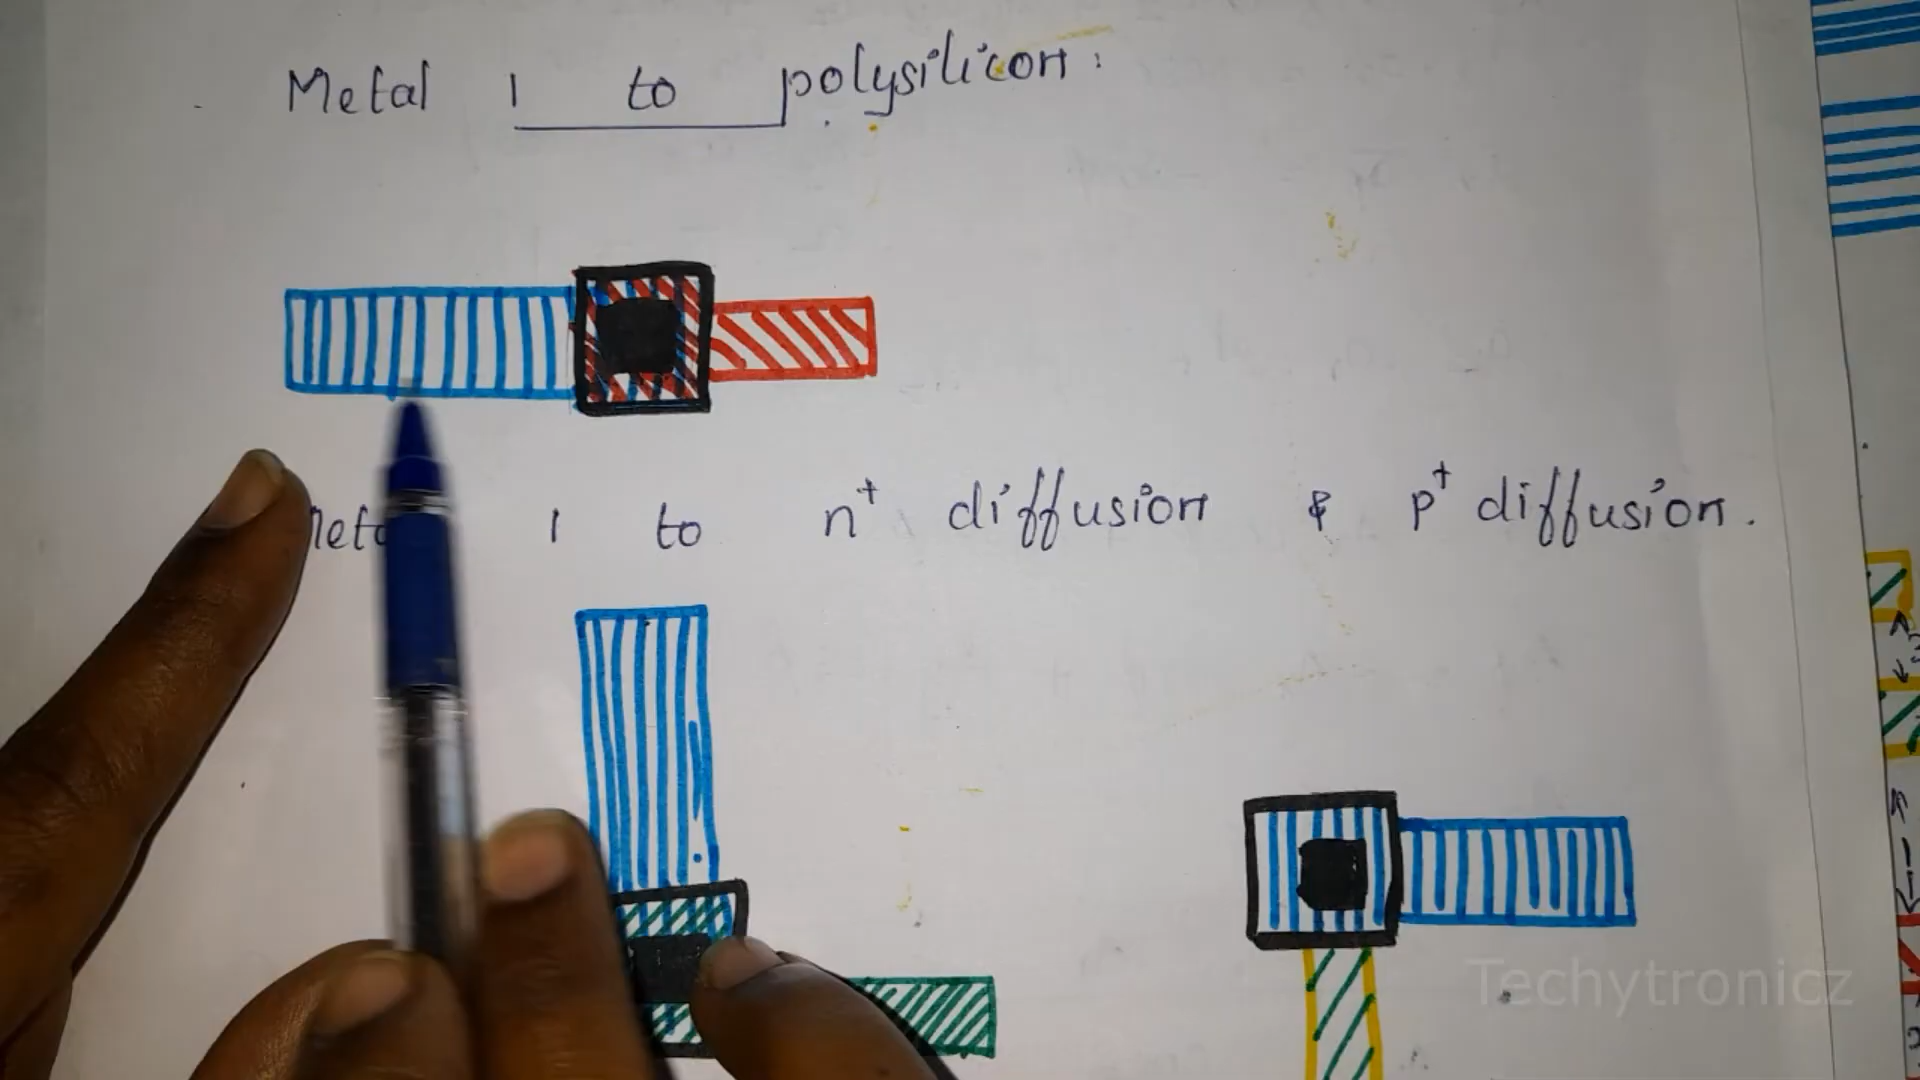 Metal 1 to polysilicon:
1 to n+ diffusion & p+ diffusion.
Techytronicz